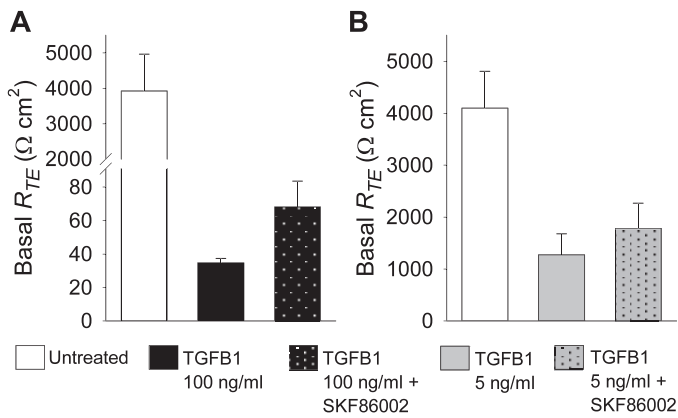 A
Basal R_TE (Ω cm²)
5000
4000
3000
2000
80
60
40
20
0
B
Basal R_TE (Ω cm²)
5000
4000
3000
2000
1000
0
Untreated
TGFB1
100 ng/ml
TGFB1
100 ng/ml +
SKF86002
TGFB1
5 ng/ml
TGFB1
5 ng/ml +
SKF86002